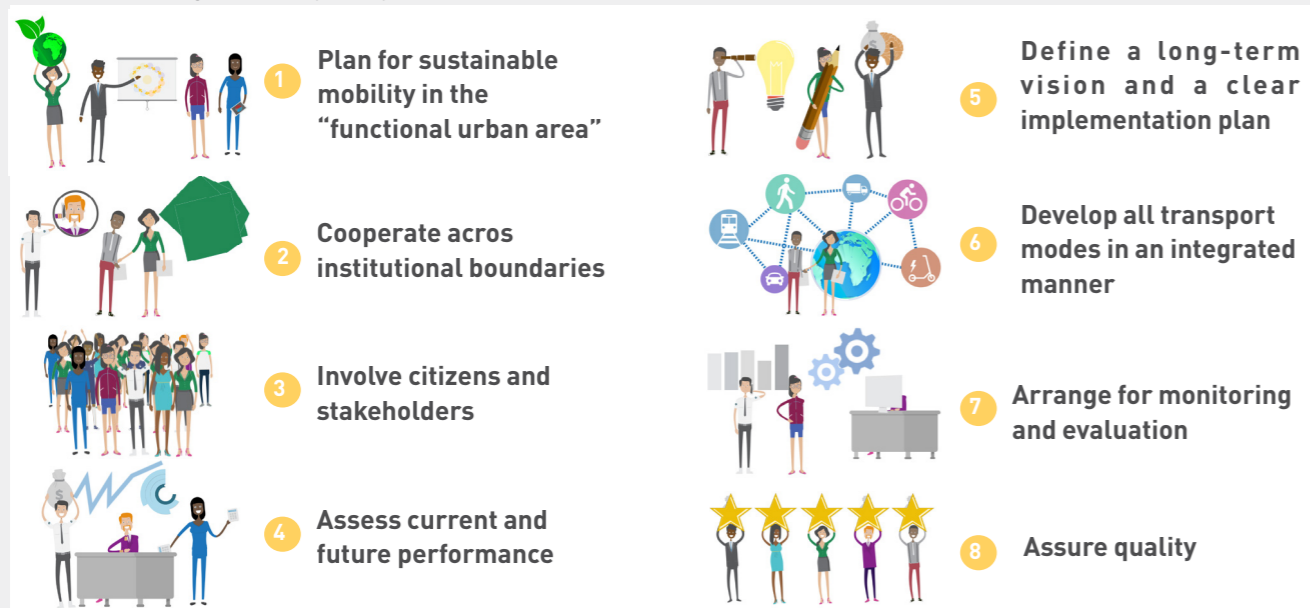 1
Plan for sustainable
mobility in the
“functional urban area”
2
Cooperate acros
institutional boundaries
3
Involve citizens and
stakeholders
4
Assess current and
future performance
5
Define a long-term
vision and a clear
implementation plan
6
Develop all transport
modes in an integrated
manner
7
Arrange for monitoring
and evaluation
8
Assure quality